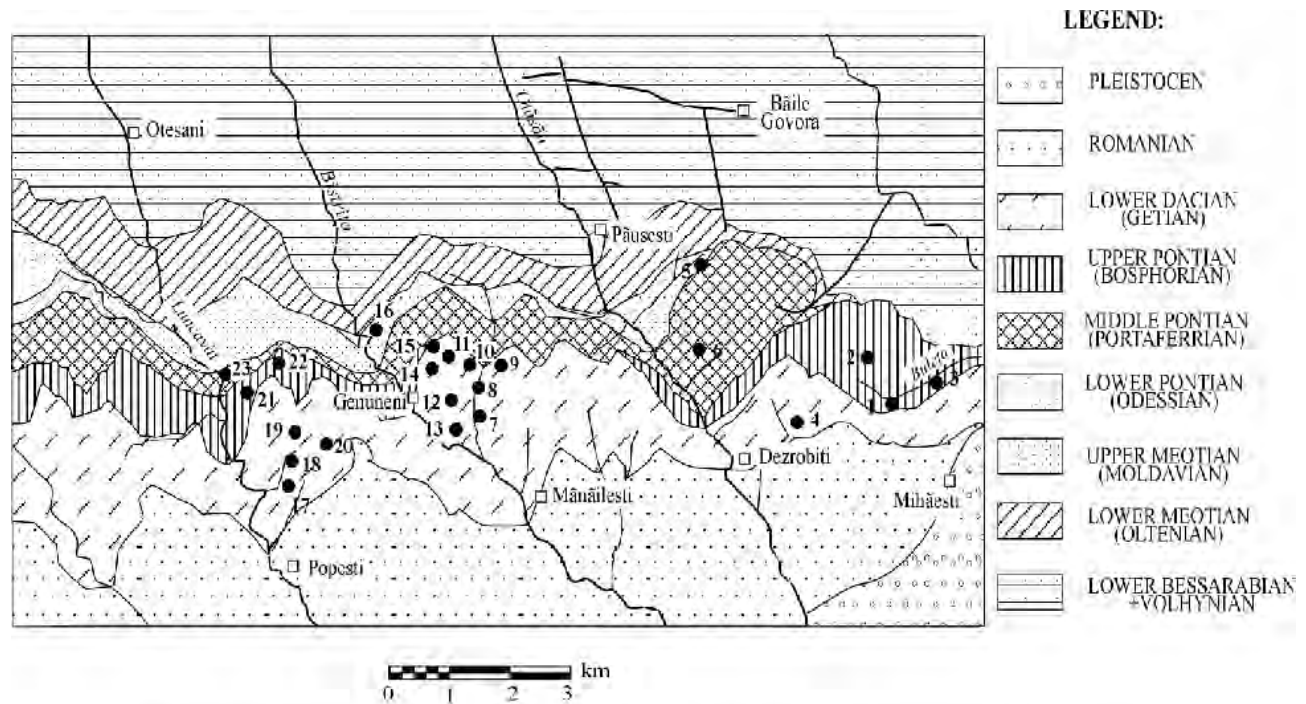 LEGEND:
PLEISTOCEN
ROMANIAN
LOWER DACIAN
(GETIAN)
UPPER PONTIAN
(BOSPHORIAN)
MIDDLE PONTIAN
(PORTAFERRIAN)
LOWER PONTIAN
(ODESSIAN)
UPPER MEOTIAN
(MOLDAVIAN)
LOWER MEOTIAN
(OLTENIAN)
LOWER BESSARABIAN
+VOLHYNIAN
Otesani
Bistrița
Otăsău
Băile
Govora
Păusesti
Luncavăt
5
16
15
11
10
9
6
2
Buleta
3
23
22
14
8
21
Genuneni
12
1
7
4
19
13
20
18
Dezrobiti
17
Mănăilesti
Mihăesti
Popesti
km
0
1
2
3